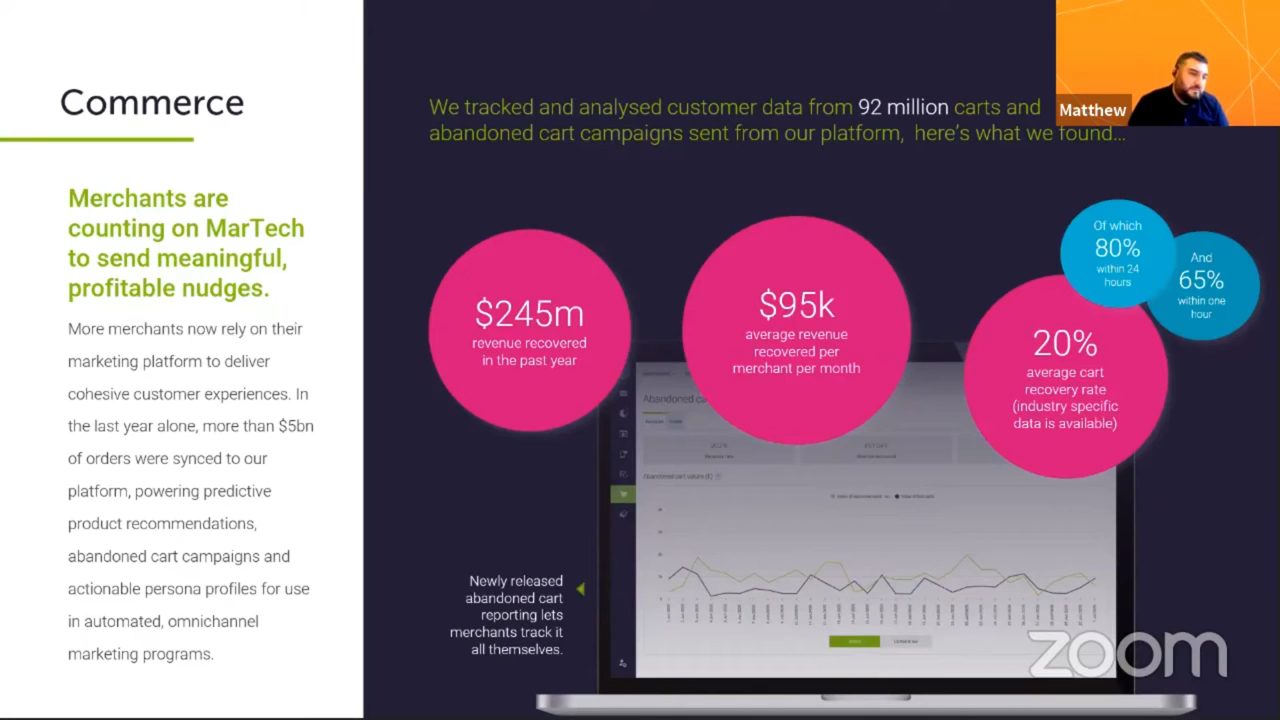 Commerce
Merchants are
counting on MarTech
to send meaningful,
profitable nudges.
More merchants now rely on their
marketing platform to deliver
cohesive customer experiences. In
the last year alone, more than $5bn
of orders were synced to our
platform, powering predictive
product recommendations,
abandoned cart campaigns and
actionable persona profiles for use
in automated, omnichannel
marketing programs.
We tracked and analysed customer data from 92 million carts and
abandoned cart campaigns sent from our platform, here's what we found...
Matthew
$245m
revenue recovered
in the past year
$95k
average revenue
recovered per
merchant per month
20%
average cart
recovery rate
(industry specific
data is available)
Of which
80%
within 24
hours
And
65%
within one
hour
Abandoned
Abandoned cart values (£)
Newly released
abandoned cart
reporting lets
merchants track it
all themselves.
zoom